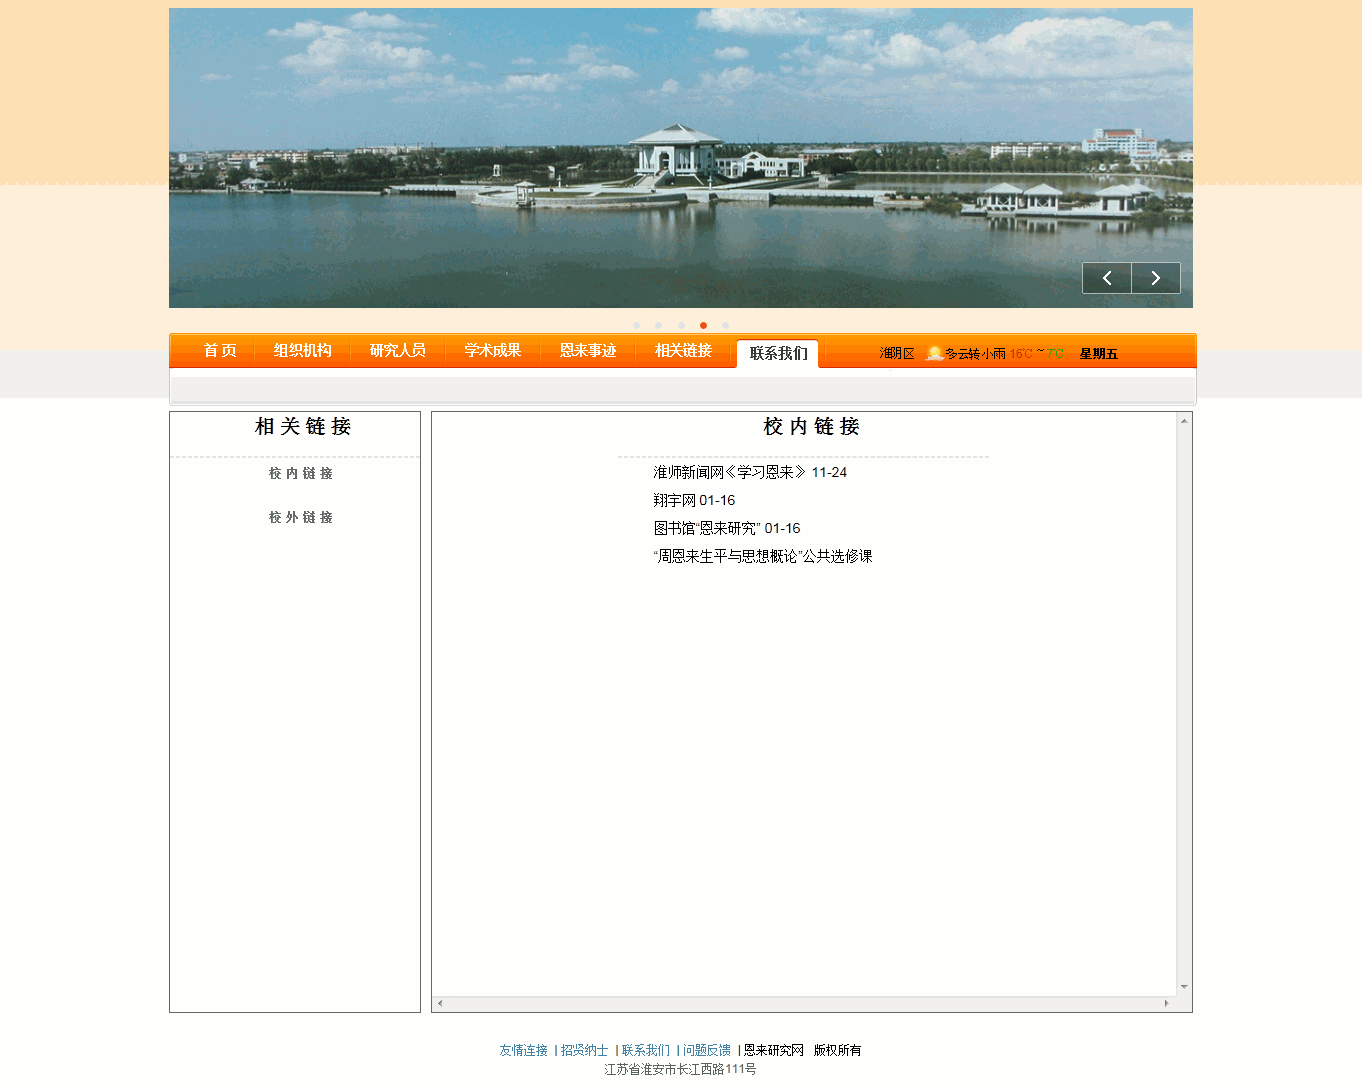 首 页 组织机构 研究人员 学术成果 恩来事迹 相关链接 联系我们 淮阴区 多云转小雨 16℃ ~ 7℃ 星期五
相 关 链 接
校 内 链 接
校 外 链 接
校 内 链 接
淮师新闻网《学习恩来》 11-24
翔宇网 01-16
图书馆“恩来研究” 01-16
“周恩来生平与思想概论”公共选修课
友情连接 | 招贤纳士 | 联系我们 | 问题反馈 | 恩来研究网 版权所有
江苏省淮安市长江西路111号